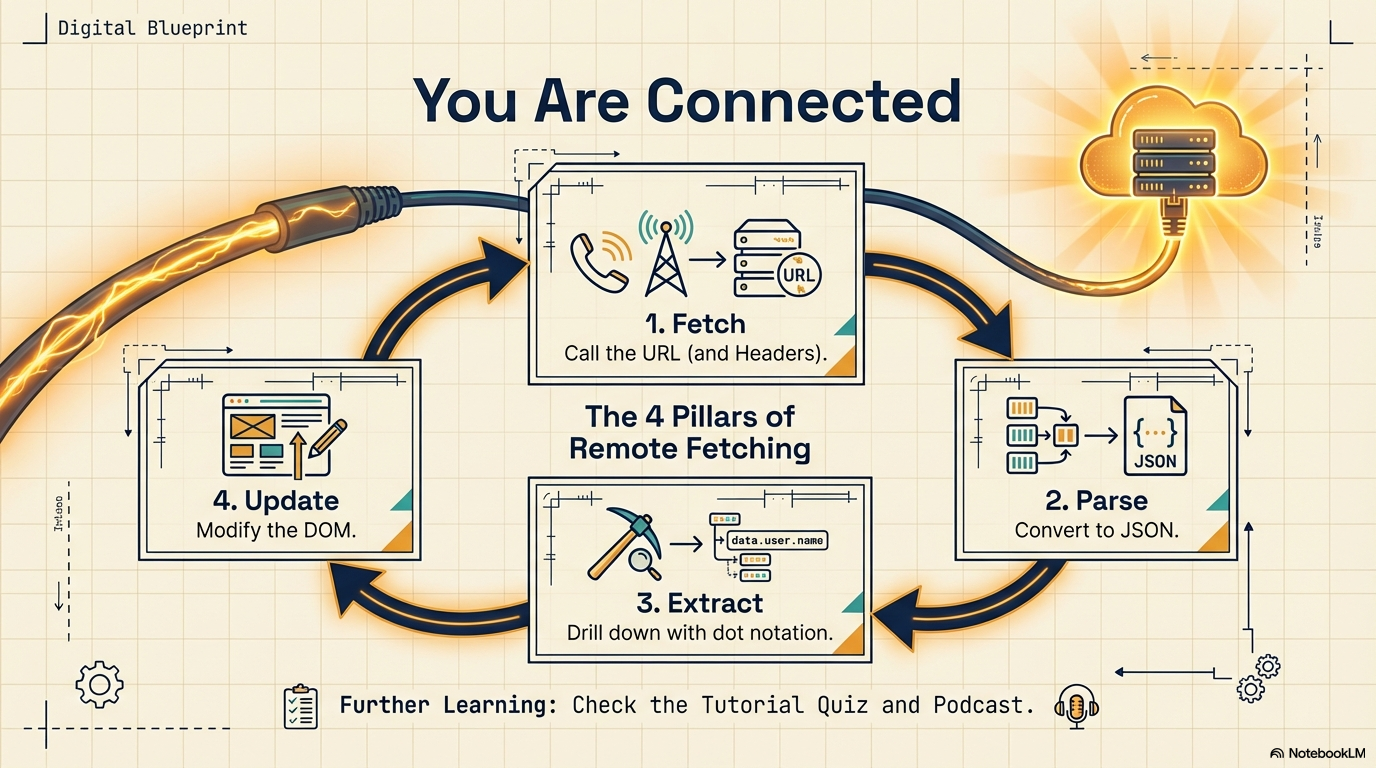 Digital Blueprint
You Are Connected
URL
1. Fetch
Call the URL (and Headers).
The 4 Pillars of
Remote Fetching
4. Update
Modify the DOM.
{...}
JSON
2. Parse
Convert to JSON.
data.user.name
3. Extract
Drill down with dot notation.
Further Learning: Check the Tutorial Quiz and Podcast.
NotebookLM